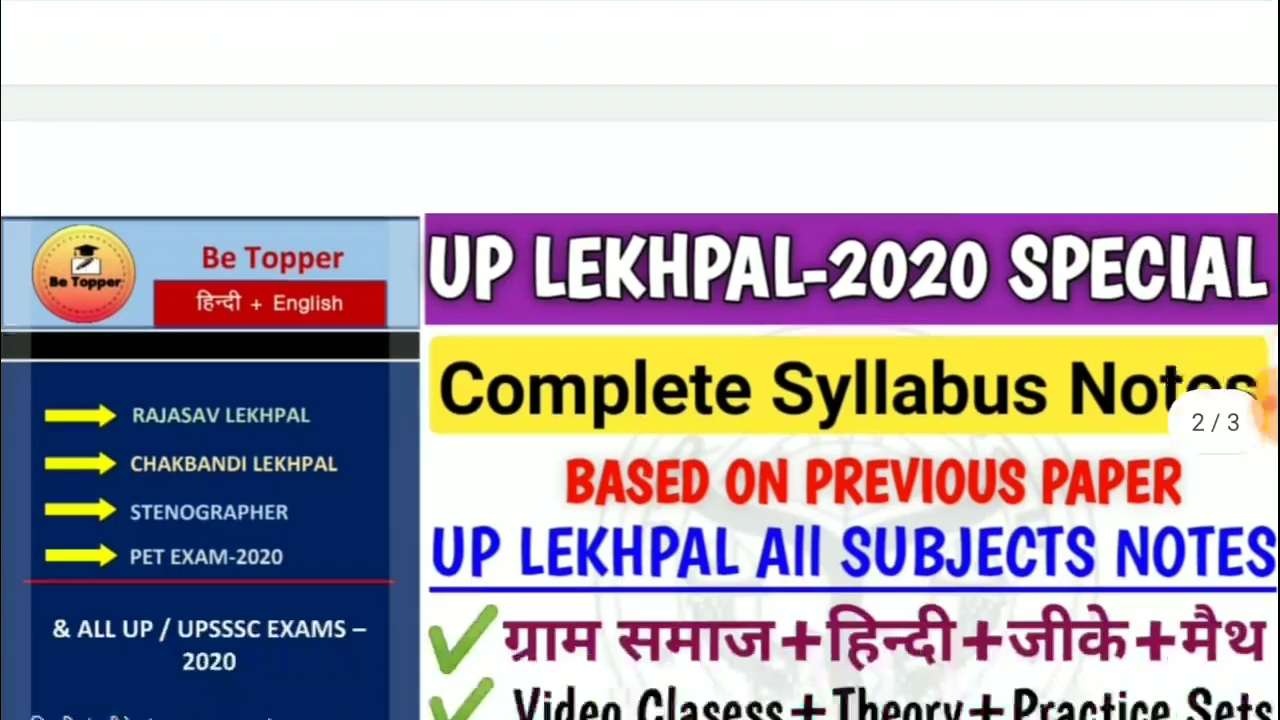 Be Topper
Be Topper
हिन्दी + English
RAJASAV LEKHPAL
CHAKBANDI LEKHPAL
STENOGRAPHER
PET EXAM-2020
& ALL UP / UPSSSC EXAMS –
2020
UP LEKHPAL-2020 SPECIAL
Complete Syllabus Notes
2 / 3
BASED ON PREVIOUS PAPER
UP LEKHPAL All SUBJECTS NOTES
ग्राम समाज+हिन्दी+जीके+मैथ
Video Clasess+Theory+Practice Sets